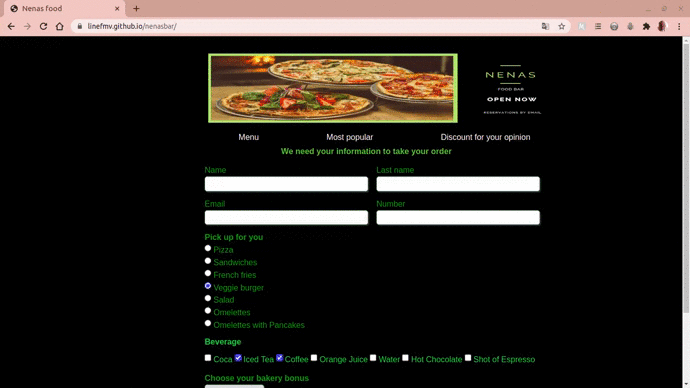 Nenas food
linefmv.github.io/nenasbar/
NENAS
FOOD BAR
OPEN NOW
RESERVATIONS BY EMAIL
Menu Most popular Discount for your opinion
We need your information to take your order
Name Last name
Email Number
Pick up for you
Pizza
Sandwiches
French fries
Veggie burger
Salad
Omelettes
Omelettes with Pancakes
Beverage
Coca Iced Tea Coffee Orange Juice Water Hot Chocolate Shot of Espresso
Choose your bakery bonus